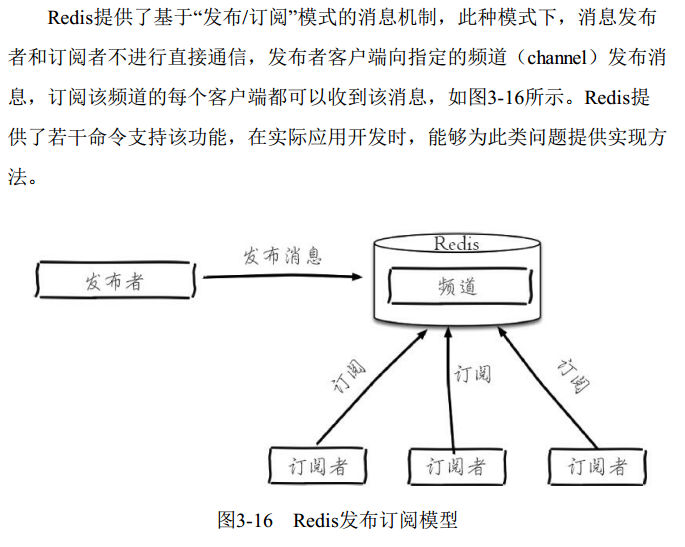 Redis提供了基于“发布/订阅”模式的消息机制，此种模式下，消息发布
者和订阅者不进行直接通信，发布者客户端向指定的频道（channel）发布消
息，订阅该频道的每个客户端都可以收到该消息，如图3-16所示。Redis提
供了若干命令支持该功能，在实际应用开发时，能够为此类问题提供实现方
法。
Redis
发布消息
发布者
频道
订阅
订阅
订阅
订阅者
订阅者
订阅者
图3-16 Redis发布订阅模型